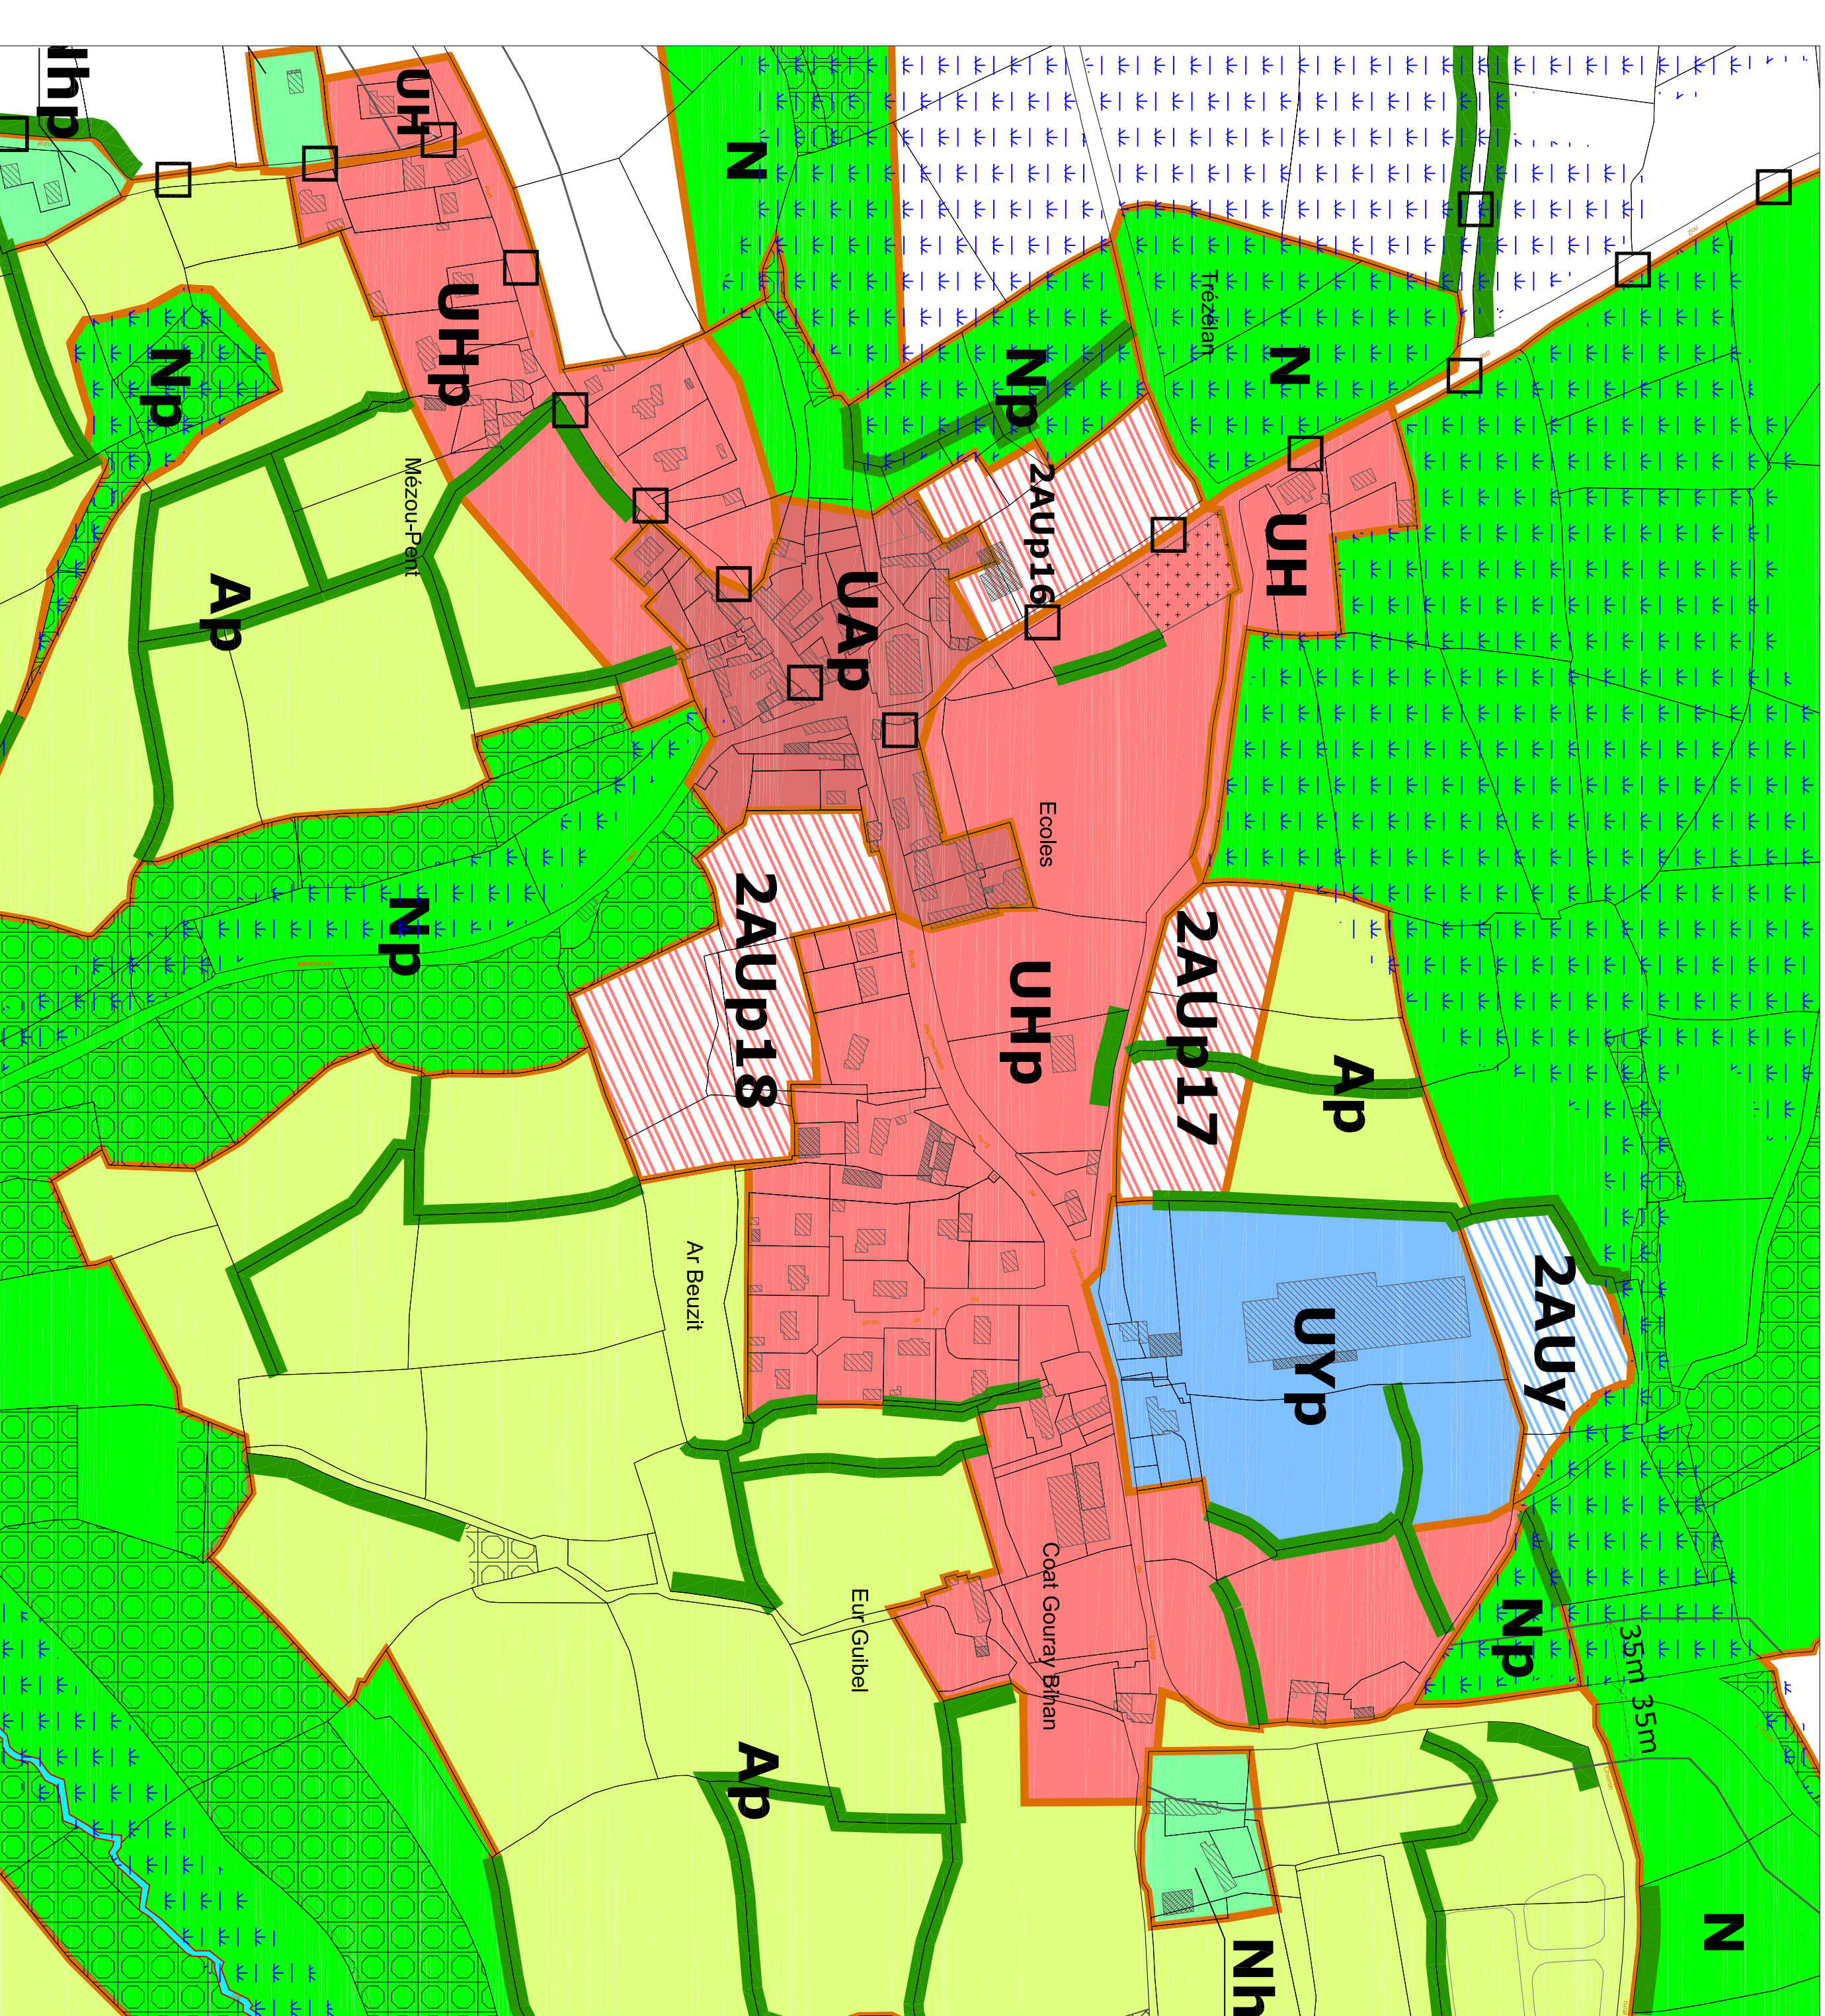 Nhp
UH
N
Trézélan
N
Np
UHp
Np
2AUp16
UH
Mézou-Pent
Ap
UAp
Ecoles
2AUp18
Np
UHp
2AUp17
Ap
Ar Beuzit
2AUy
UYp
Coat Gouray Bihan
Eur Guibel
Np
35m 35m
Ap
N
Nh